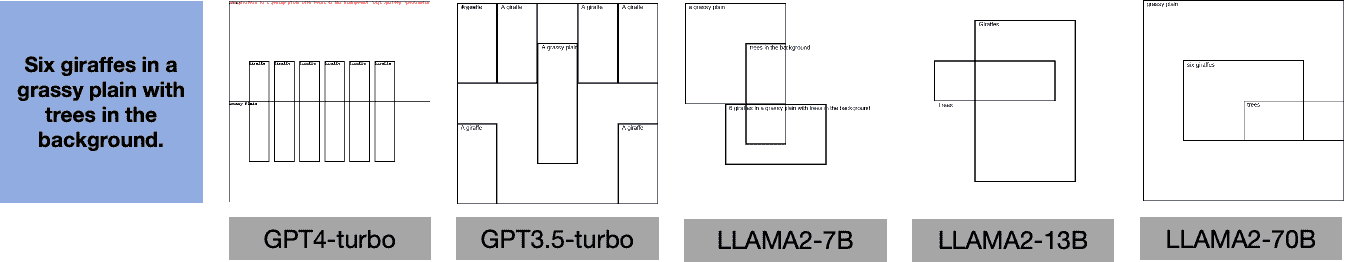 Six giraffes in a
grassy plain with
trees in the
background.
Giraffe Giraffe Giraffe Giraffe Giraffe Giraffe
Grassy Plain
GPT4-turbo
A giraffe A giraffe A giraffe A giraffe
A grassy plain
A giraffe A giraffe
GPT3.5-turbo
a grassy plain
trees in the background
6 giraffes in a grassy plain with trees in the background
LLAMA2-7B
Giraffes
Trees
LLAMA2-13B
grassy plain
six giraffes
trees
LLAMA2-70B